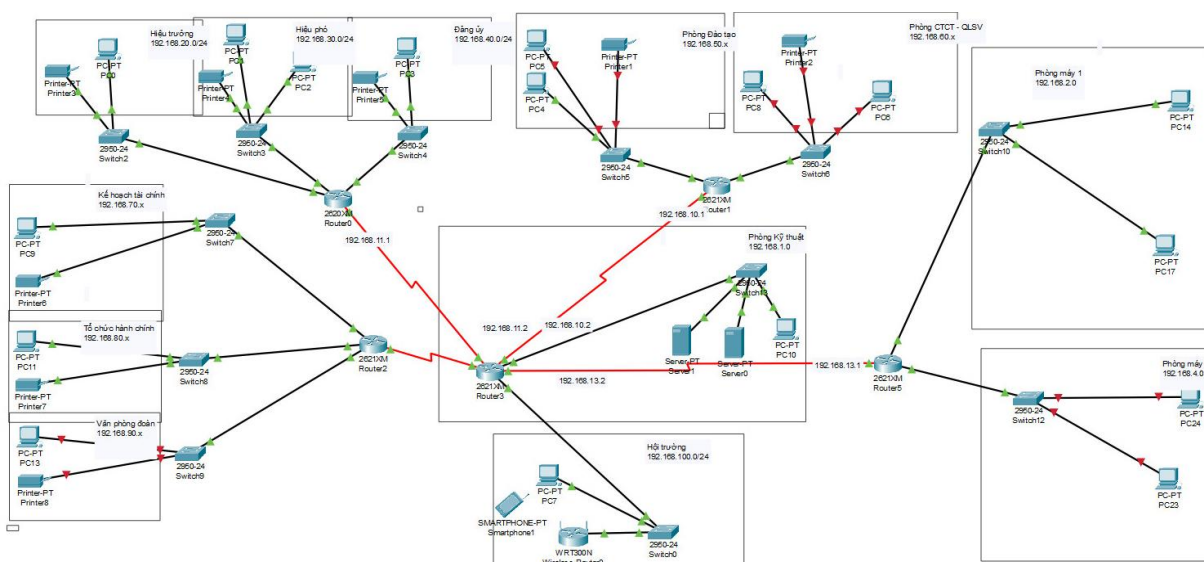 Hiệu trưởng
192.168.20.0/24
PC-PT
PC0
Printer-PT
Printer3
2950-24
Switch2
Hiệu phó
192.168.30.0/24
PC-PT
PC-PT
PC2
Printer-PT
2950-24
Switch3
Đảng ủy
192.168.40.0/24
PC-PT
PC3
Printer-PT
2950-24
Switch4
2620XM
Router0
192.168.11.1
Phòng Đào tạo
192.168.50.x
PC-PT
PC5
PC-PT
PC4
Printer-PT
Printer1
2950-24
Switch5
Phòng CTCT - QLSV
192.168.60.x
Printer-PT
Printer2
PC-PT
PC8
PC-PT
PC6
2950-24
Switch6
2621XM
Router1
192.168.10.1
Phòng máy 1
192.168.2.0
2950-24
Switch10
PC-PT
PC14
PC-PT
PC17
Kế hoạch tài chính
192.168.70.x
PC-PT
PC9
Printer-PT
Printer6
2950-24
Switch7
Tổ chức hành chính
192.168.80.x
PC-PT
PC11
Printer-PT
Printer7
2950-24
Switch8
Văn phòng đoàn
192.168.90.x
PC-PT
PC13
Printer-PT
Printer8
2950-24
Switch9
2621XM
Router2
Phòng Kỹ thuật
192.168.1.0
2950-24
Switch13
192.168.11.2
192.168.10.2
Server-PT
Server1
Server-PT
Server0
PC-PT
PC10
2621XM
Router3
192.168.13.2
192.168.13.1
2621XM
Router5
Phòng máy
192.168.4.0
2950-24
Switch12
PC-PT
PC24
PC-PT
PC23
Hội trường
192.168.100.0/24
PC-PT
PC7
SMARTPHONE-PT
Smartphone1
WRT300N
2950-24
Switch0